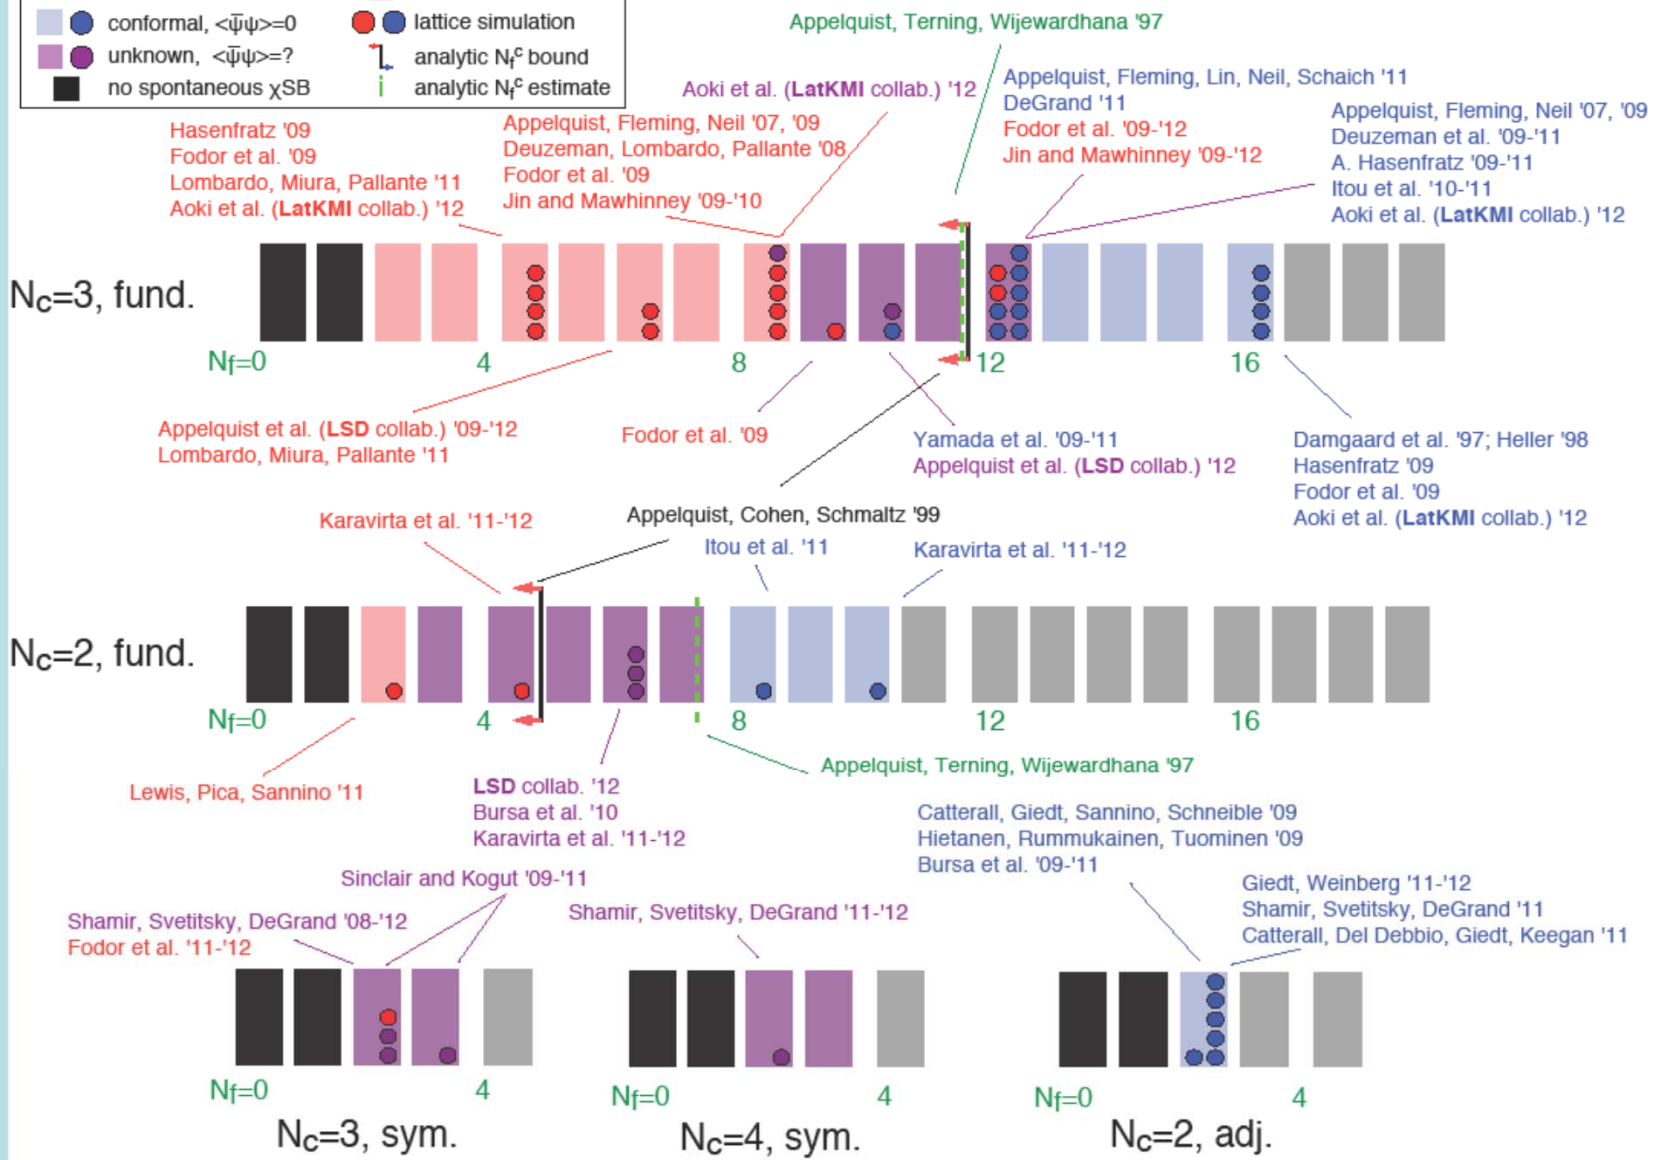 conformal, <ψ̅ψ>=0
unknown, <ψ̅ψ>=?
no spontaneous χSB
lattice simulation
analytic Nfᶜ bound
analytic Nfᶜ estimate
Appelquist, Terning, Wijewardhana '97
Aoki et al. (LatKMI collab.) '12
Appelquist, Fleming, Lin, Neil, Schaich '11
DeGrand '11
Fodor et al. '09-'12
Jin and Mawhinney '09-'12
Appelquist, Fleming, Neil '07, '09
Deuzeman et al. '09-'11
A. Hasenfratz '09-'11
Itou et al. '10-'11
Aoki et al. (LatKMI collab.) '12
Hasenfratz '09
Fodor et al. '09
Lombardo, Miura, Pallante '11
Aoki et al. (LatKMI collab.) '12
Appelquist, Fleming, Neil '07, '09
Deuzeman, Lombardo, Pallante '08
Fodor et al. '09
Jin and Mawhinney '09-'10
Nc=3, fund.
Nf=0 4 8 12 16
Appelquist et al. (LSD collab.) '09-'12
Lombardo, Miura, Pallante '11
Fodor et al. '09
Yamada et al. '09-'11
Appelquist et al. (LSD collab.) '12
Damgaard et al. '97; Heller '98
Hasenfratz '09
Fodor et al. '09
Aoki et al. (LatKMI collab.) '12
Karavirta et al. '11-'12
Appelquist, Cohen, Schmaltz '99
Itou et al. '11
Karavirta et al. '11-'12
Nc=2, fund.
Nf=0 4 8 12 16
Lewis, Pica, Sannino '11
LSD collab. '12
Bursa et al. '10
Karavirta et al. '11-'12
Appelquist, Terning, Wijewardhana '97
Catterall, Giedt, Sannino, Schneible '09
Hietanen, Rummukainen, Tuominen '09
Bursa et al. '09-'11
Sinclair and Kogut '09-'11
Shamir, Svetitsky, DeGrand '08-'12
Fodor et al. '11-'12
Shamir, Svetitsky, DeGrand '11-'12
Giedt, Weinberg '11-'12
Shamir, Svetitsky, DeGrand '11
Catterall, Del Debbio, Giedt, Keegan '11
Nf=0 4
Nc=3, sym.
Nf=0 4
Nc=4, sym.
Nf=0 4
Nc=2, adj.